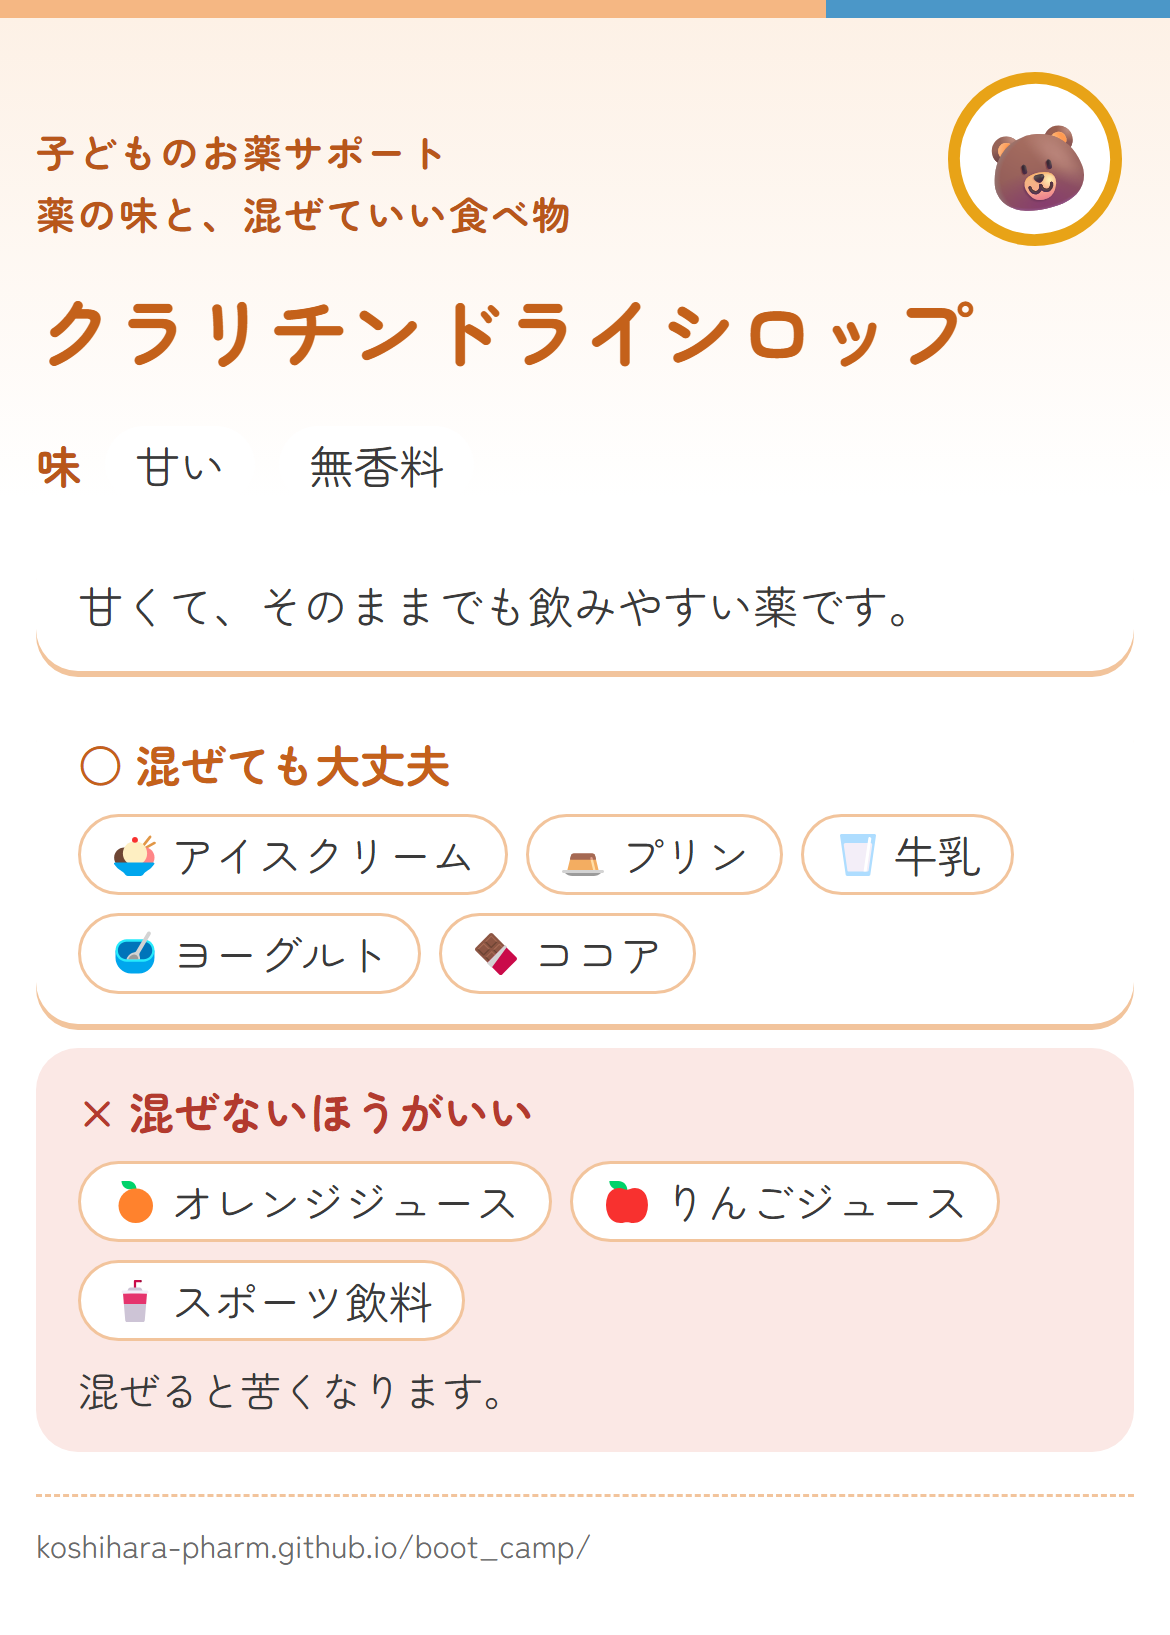 子どものお薬サポート
薬の味と、混ぜていい食べ物
クラリチンドライシロップ
味 甘い 無香料
甘くて、そのままでも飲みやすい薬です。
○ 混ぜても大丈夫
アイスクリーム プリン 牛乳
ヨーグルト ココア
× 混ぜないほうがいい
オレンジジュース りんごジュース
スポーツ飲料
混ぜると苦くなります。
koshihara-pharm.github.io/boot_camp/